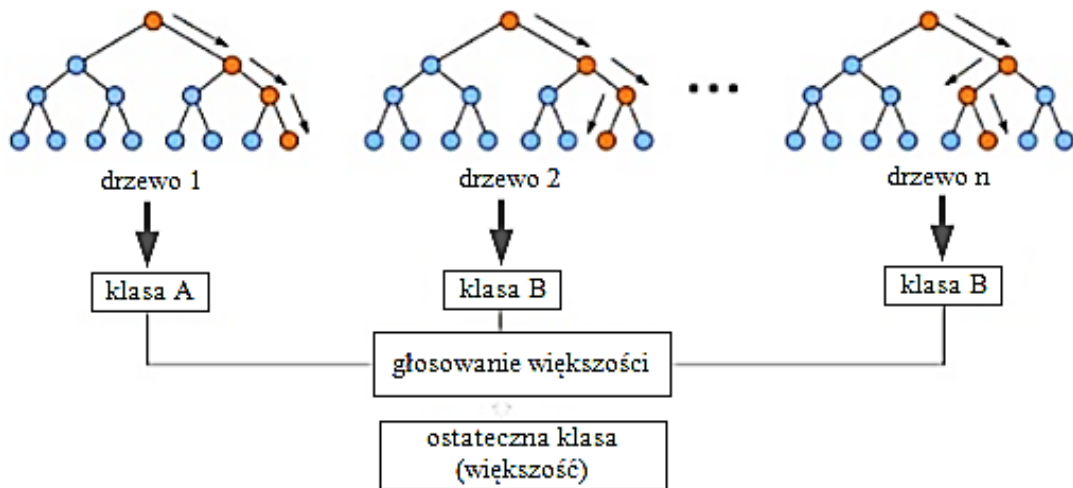 drzewo 1
drzewo 2
drzewo n
klasa A
klasa B
klasa B
głosowanie większości
ostateczna klasa
(większość)